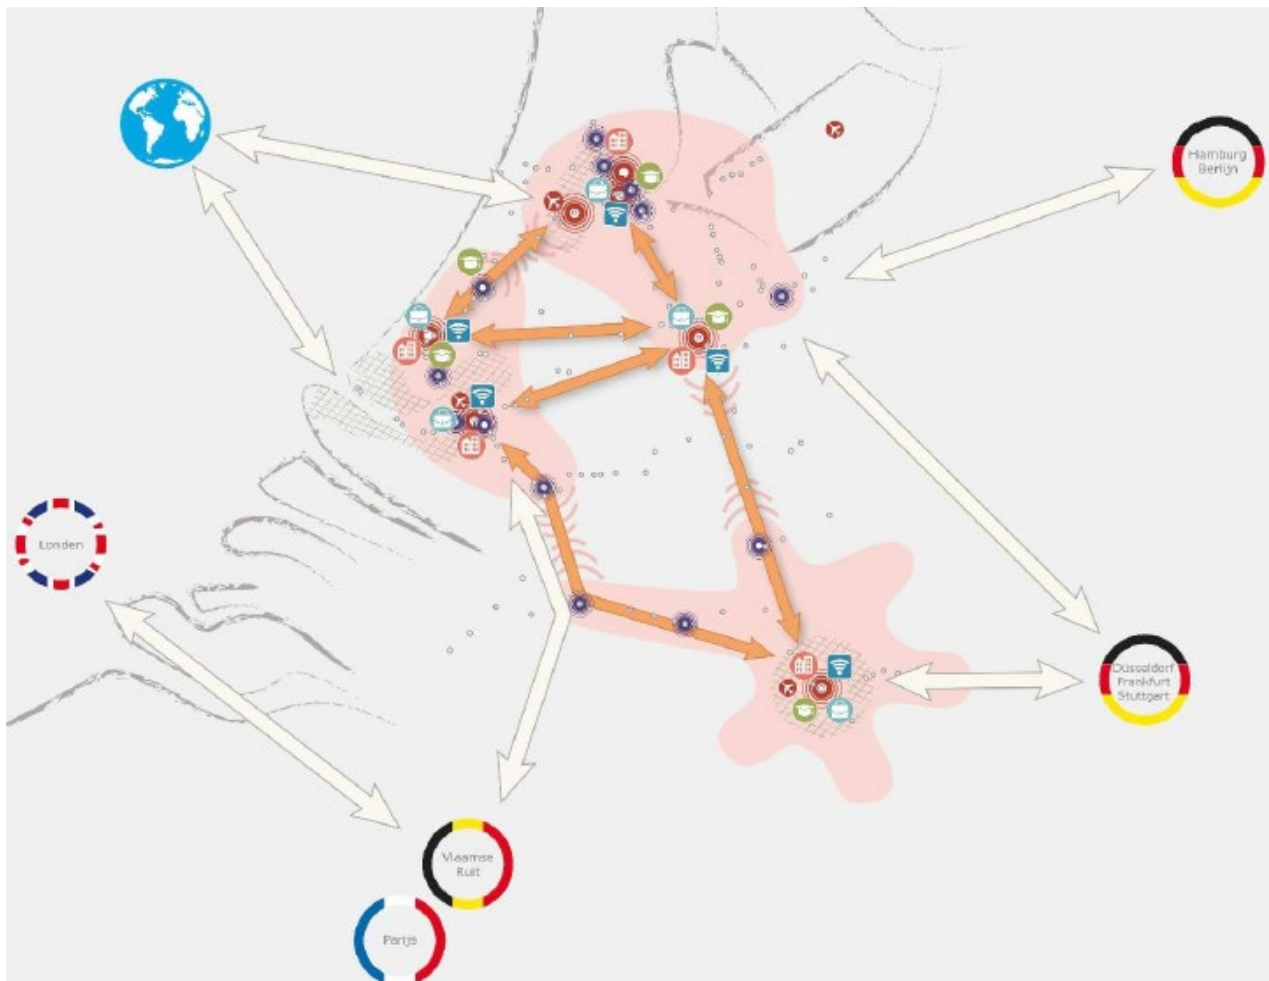 Hamburg
Berlijn
Londen
Düsseldorf
Frankfurt
Stuttgart
Vlaamse
Ruit
Parijs